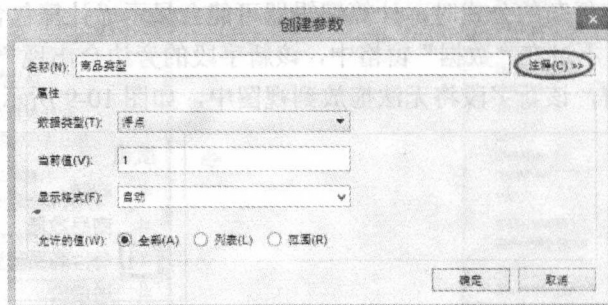 创建参数
名称(N): 商品类型 注释(C) >>
属性
数据类型(T): 浮点
当前值(V): 1
显示格式(F): 自动
允许的值(W): 全部(A) 列表(L) 范围(R)
确定 取消